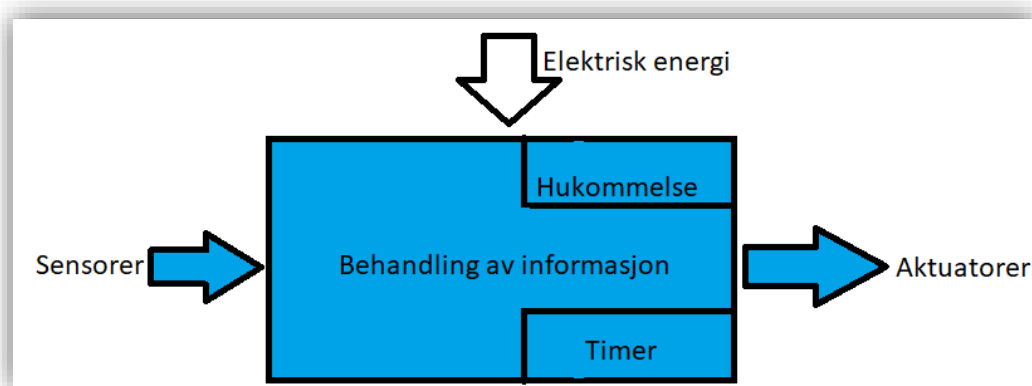 Elektrisk energi
Hukommelse
Sensorer
Behandling av informasjon
Aktuatorer
Timer